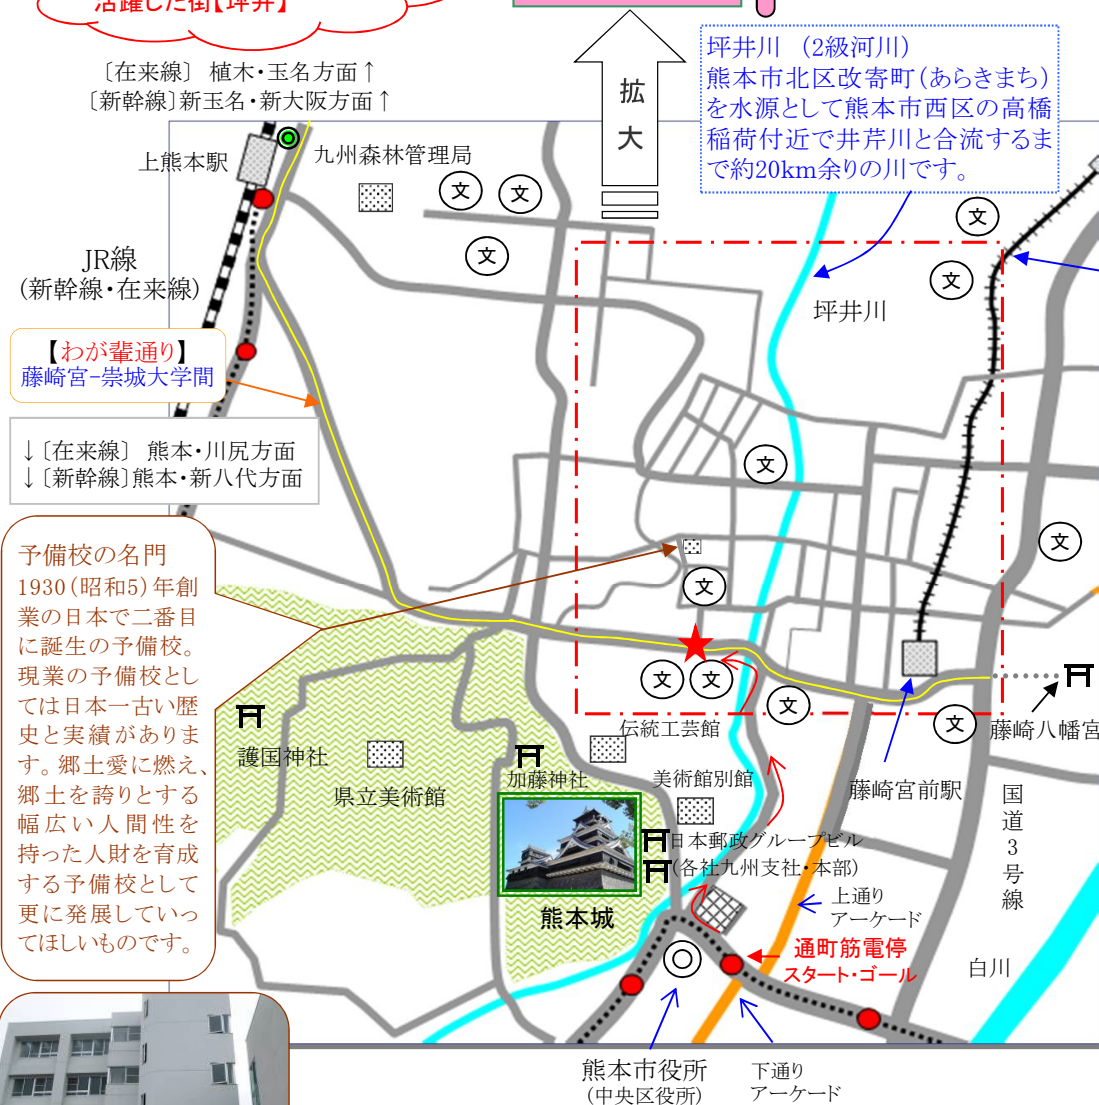 活躍した街【坪井】
〔在来線〕 植木・玉名方面↑
〔新幹線〕新玉名・新大阪方面↑
拡
大
坪井川 （2級河川）
熊本市北区改寄町（あらきまち）
を水源として熊本市西区の高橋
稲荷付近で井芹川と合流するま
で約20km余りの川です。
上熊本駅
九州森林管理局
文
文
文
文
文
JR線
(新幹線・在来線)
坪井川
【わが輩通り】
藤崎宮-崇城大学間
↓〔在来線〕 熊本・川尻方面
↓〔新幹線〕熊本・新八代方面
文
文
文
予備校の名門
1930（昭和5）年創
業の日本で二番目
に誕生の予備校。
現業の予備校とし
ては日本一古い歴
史と実績がありま
す。郷土愛に燃え、
郷土を誇りとする
幅広い人間性を
持った人財を育成
する予備校として
更に発展していっ
てほしいものです。
文
文
文
文
伝統工芸館
藤崎八幡宮
護国神社
加藤神社
美術館別館
県立美術館
藤崎宮前駅
国道3号線
日本郵政グループビル
(各社九州支社・本部)
上通り
アーケード
熊本城
通町筋電停
スタート・ゴール
白川
熊本市役所
(中央区役所)
下通り
アーケード